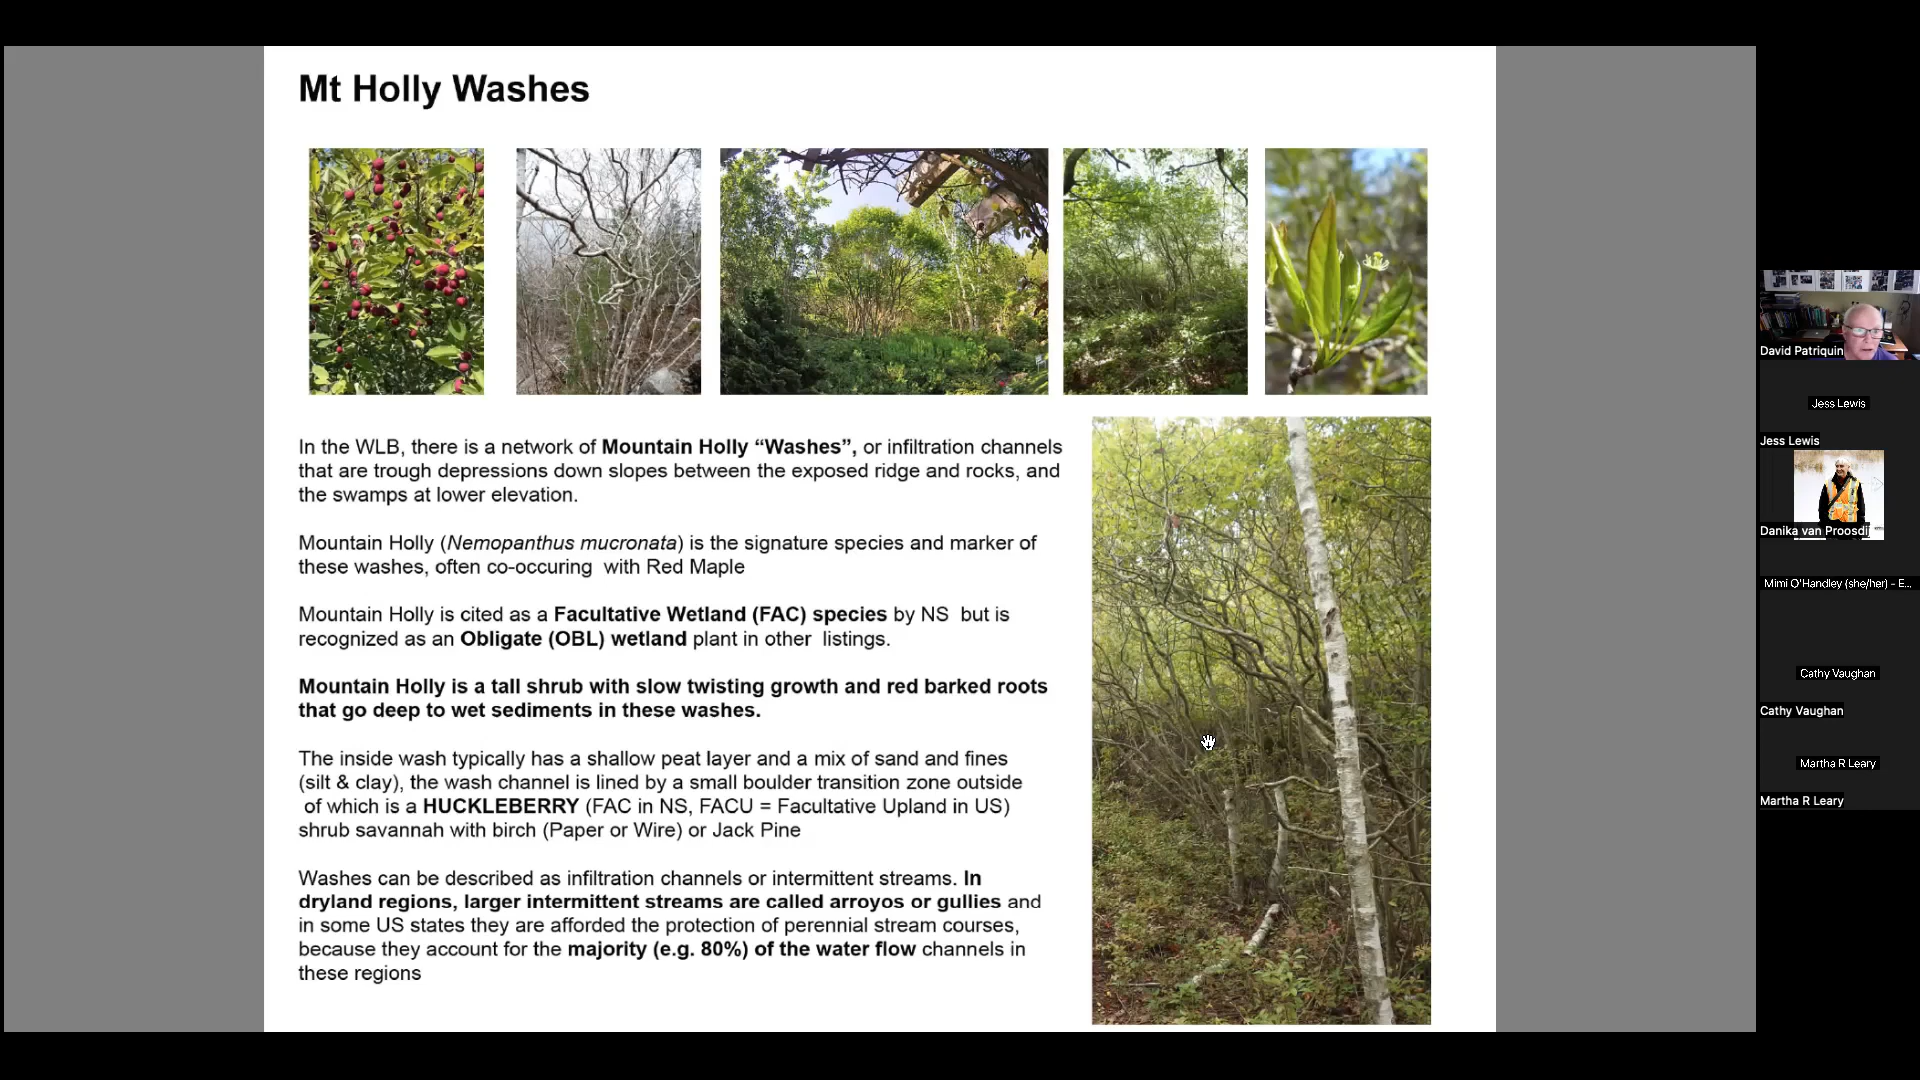 Mt Holly Washes
In the WLB, there is a network of Mountain Holly “Washes”, or infiltration channels
that are trough depressions down slopes between the exposed ridge and rocks, and
the swamps at lower elevation.
Mountain Holly (Nemopanthus mucronata) is the signature species and marker of
these washes, often co-occuring with Red Maple
Mountain Holly is cited as a Facultative Wetland (FAC) species by NS but is
recognized as an Obligate (OBL) wetland plant in other listings.
Mountain Holly is a tall shrub with slow twisting growth and red barked roots
that go deep to wet sediments in these washes.
The inside wash typically has a shallow peat layer and a mix of sand and fines
(silt & clay), the wash channel is lined by a small boulder transition zone outside
of which is a HUCKLEBERRY (FAC in NS, FACU = Facultative Upland in US)
shrub savannah with birch (Paper or Wire) or Jack Pine
Washes can be described as infiltration channels or intermittent streams. In
dryland regions, larger intermittent streams are called arroyos or gullies and
in some US states they are afforded the protection of perennial stream courses,
because they account for the majority (e.g. 80%) of the water flow channels in
these regions
David Patriquin
Jess Lewis
Jess Lewis
Danika van Proosdij
Mimi O'Handley (she/her) - E...
Cathy Vaughan
Cathy Vaughan
Martha R Leary
Martha R Leary